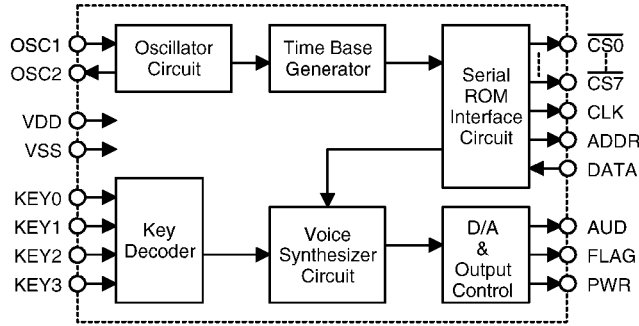 OSC1
OSC2
VDD
VSS
KEY0
KEY1
KEY2
KEY3
Oscillator
Circuit
Time Base
Generator
Serial
ROM
Interface
Circuit
Key
Decoder
Voice
Synthesizer
Circuit
D/A
&
Output
Control
CS0
CS7
CLK
ADDR
DATA
AUD
FLAG
PWR